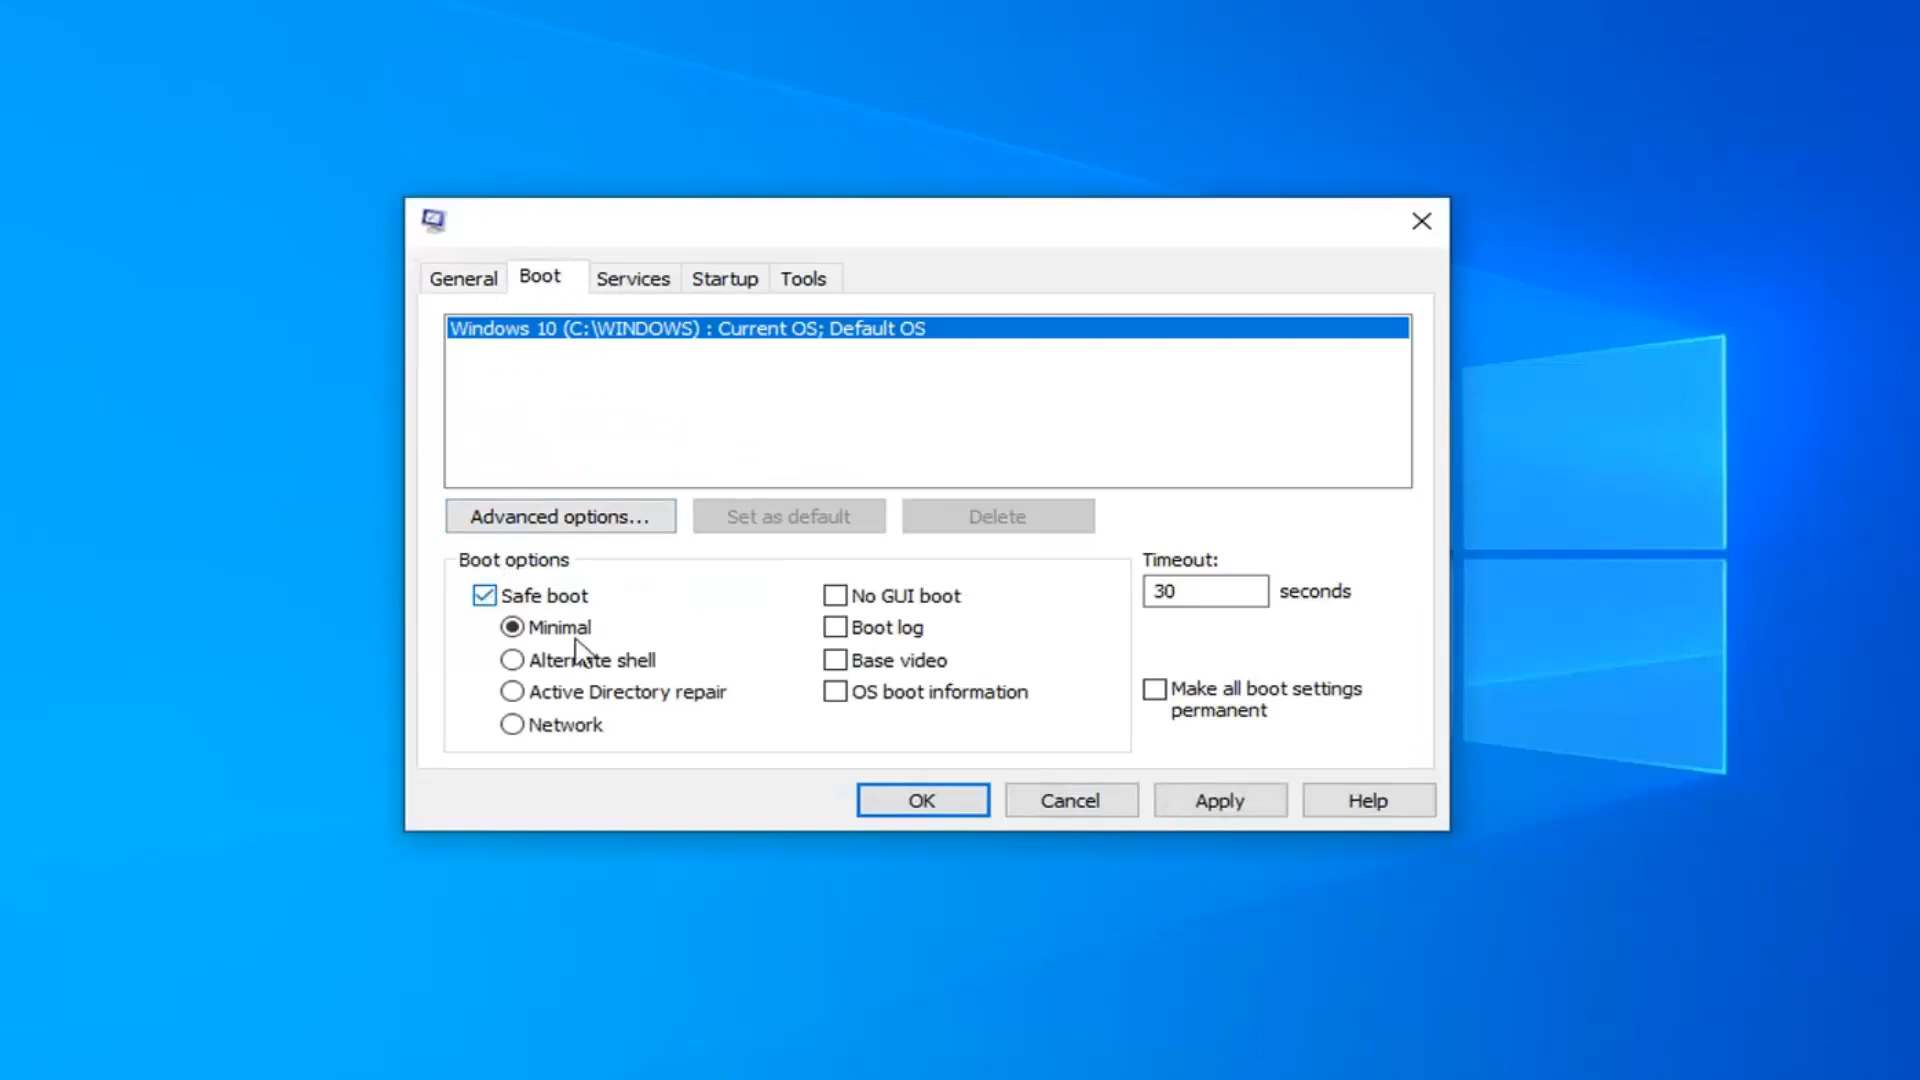 General Boot Services Startup Tools
Windows 10 (C:\WINDOWS) : Current OS; Default OS
Advanced options... Set as default Delete
Boot options
Timeout:
Safe boot
No GUI boot
30 seconds
Minimal
Boot log
Alternate shell
Base video
Active Directory repair
OS boot information
Make all boot settings
permanent
Network
OK Cancel Apply Help